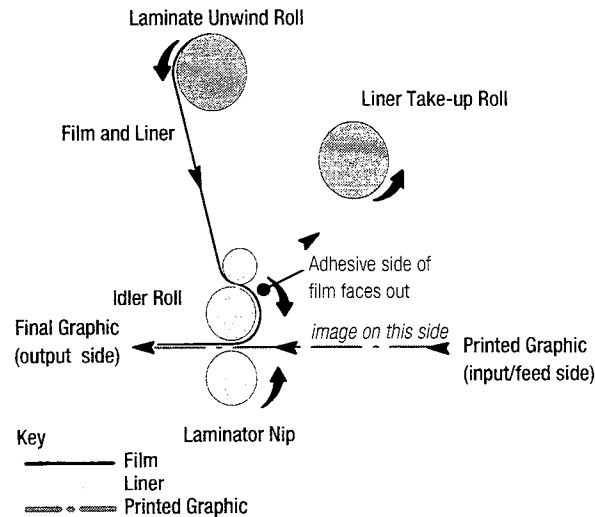 Laminate Unwind Roll
Liner Take-up Roll
Film and Liner
Adhesive side of
film faces out
Idler Roll
Final Graphic
(output side)
image on this side
Printed Graphic
(input/feed side)
Laminator Nip
Key
Film
Liner
Printed Graphic